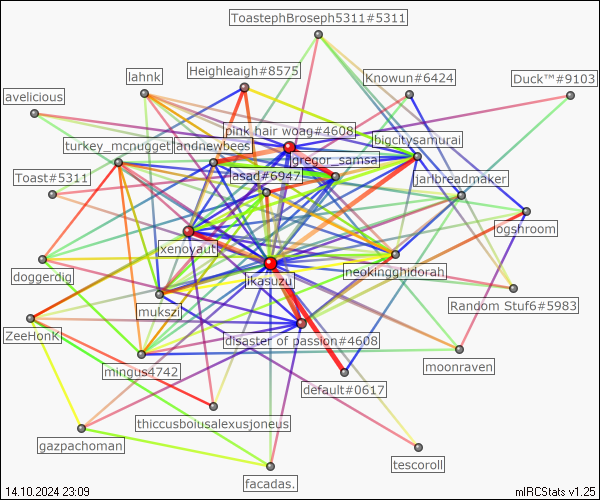 ToastephBroseph5311#5311
lahnk
Heighleaigh#8575
Knowun#6424
Duck™#9103
avelicious
pink hair woag#4608
turkey_mcnugget
landnewbees
bigcitysamurai
gregor_samsa
Toast#5311
asad#6947
jarlbreadmaker
ogshroom
xenovaut
doggerdig
ikasuzu
neokingghidorah
mukszi
Random Stuf6#5983
ZeeHonK
disaster of passion#4608
mingus4742
moonraven
default#0617
thiccusboiusalexusjoneus
gazpachoman
tescoroll
facadas.
14.10.2024 23:09
mIRCStats v1.25